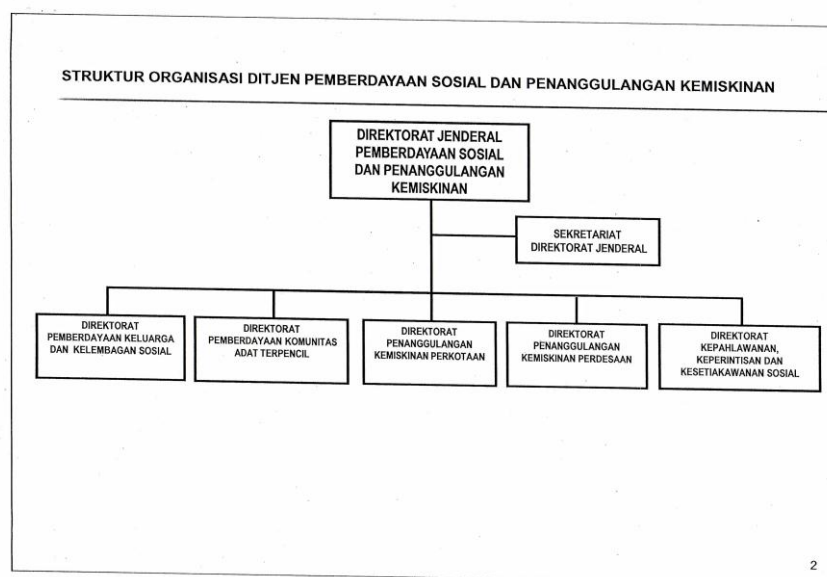 STRUKTUR ORGANISASI DITJEN PEMBERDAYAAN SOSIAL DAN PENANGGULANGAN KEMISKINAN
DIREKTORAT JENDERAL
PEMBERDAYAAN SOSIAL
DAN PENANGGULANGAN
KEMISKINAN
SEKRETARIAT
DIREKTORAT JENDERAL
DIREKTORAT
PEMBERDAYAAN KELUARGA
DAN KELEMBAGAN SOSIAL
DIREKTORAT
PEMBERDAYAAN KOMUNITAS
ADAT TERPENCIL
DIREKTORAT
PENANGGULANGAN
KEMISKINAN PERKOTAAN
DIREKTORAT
PENANGGULANGAN
KEMISKINAN PERDESAAN
DIREKTORAT
KEPAHLAWANAN,
KEPERINTISAN DAN
KESETIAKAWANAN SOSIAL
2